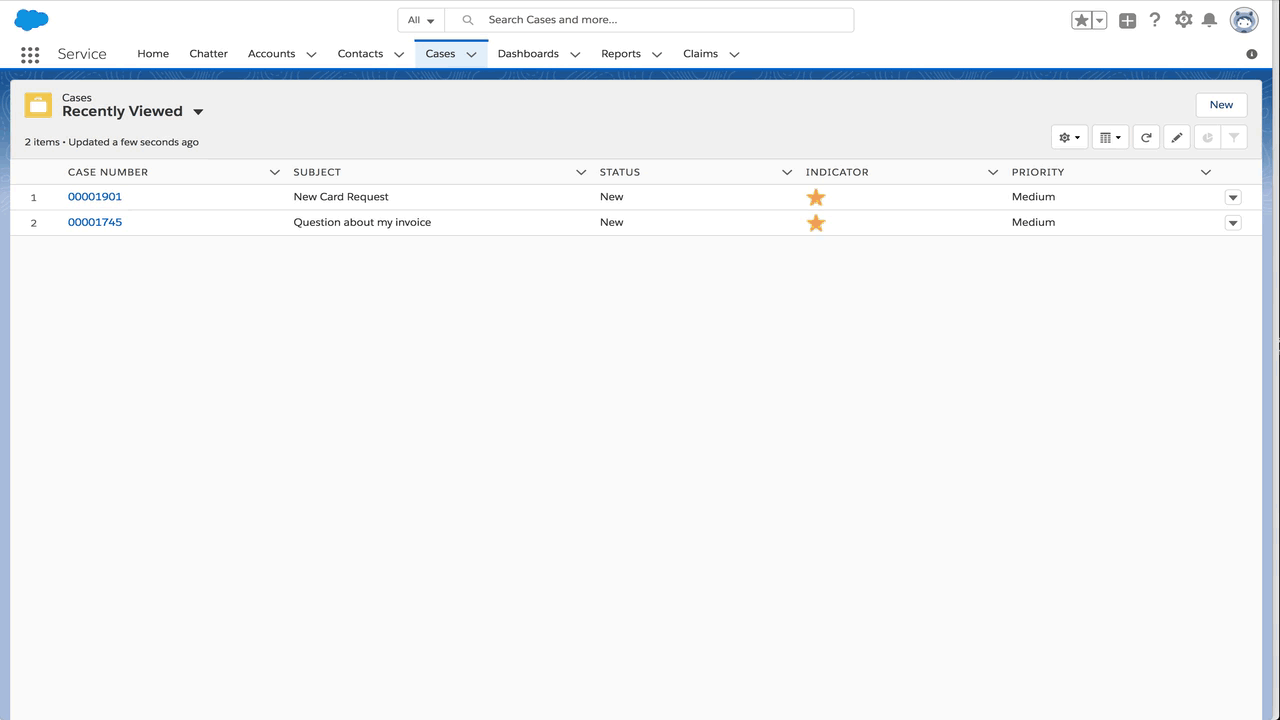 All Search Cases and more...
Service Home Chatter Accounts Contacts Cases Dashboards Reports Claims
Cases
Recently Viewed
New
2 items • Updated a few seconds ago
CASE NUMBER SUBJECT STATUS INDICATOR PRIORITY
1 00001901 New Card Request New Medium
2 00001745 Question about my invoice New Medium